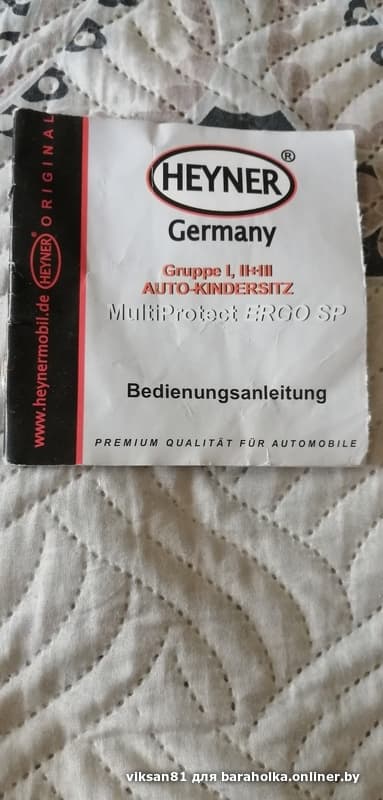 HEYNER®
Germany
Gruppe I, II+III
AUTO-KINDERSITZ
MultiProtect ERGO SP
Bedienungsanleitung
PREMIUM QUALITÄT FÜR AUTOMOBILE
www.heynermobil.de HEYNER® ORIGINAL
viksan81 для baraholka.onliner.by